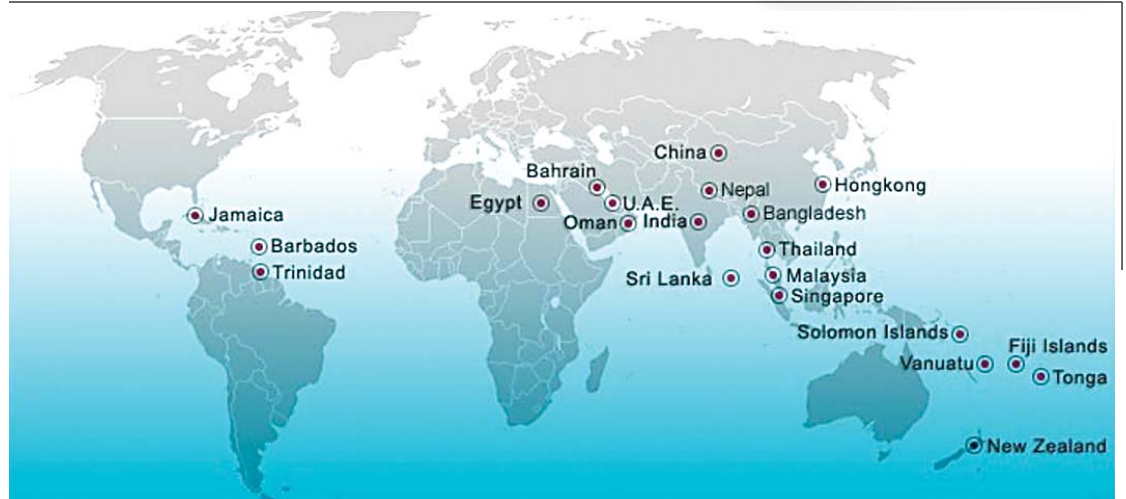 China
Bahrain
Nepal
Hongkong
Egypt
U.A.E.
Jamaica
Oman
India
Bangladesh
Barbados
Thailand
Trinidad
Sri Lanka
Malaysia
Singapore
Solomon Islands
Fiji Islands
Vanuatu
Tonga
New Zealand